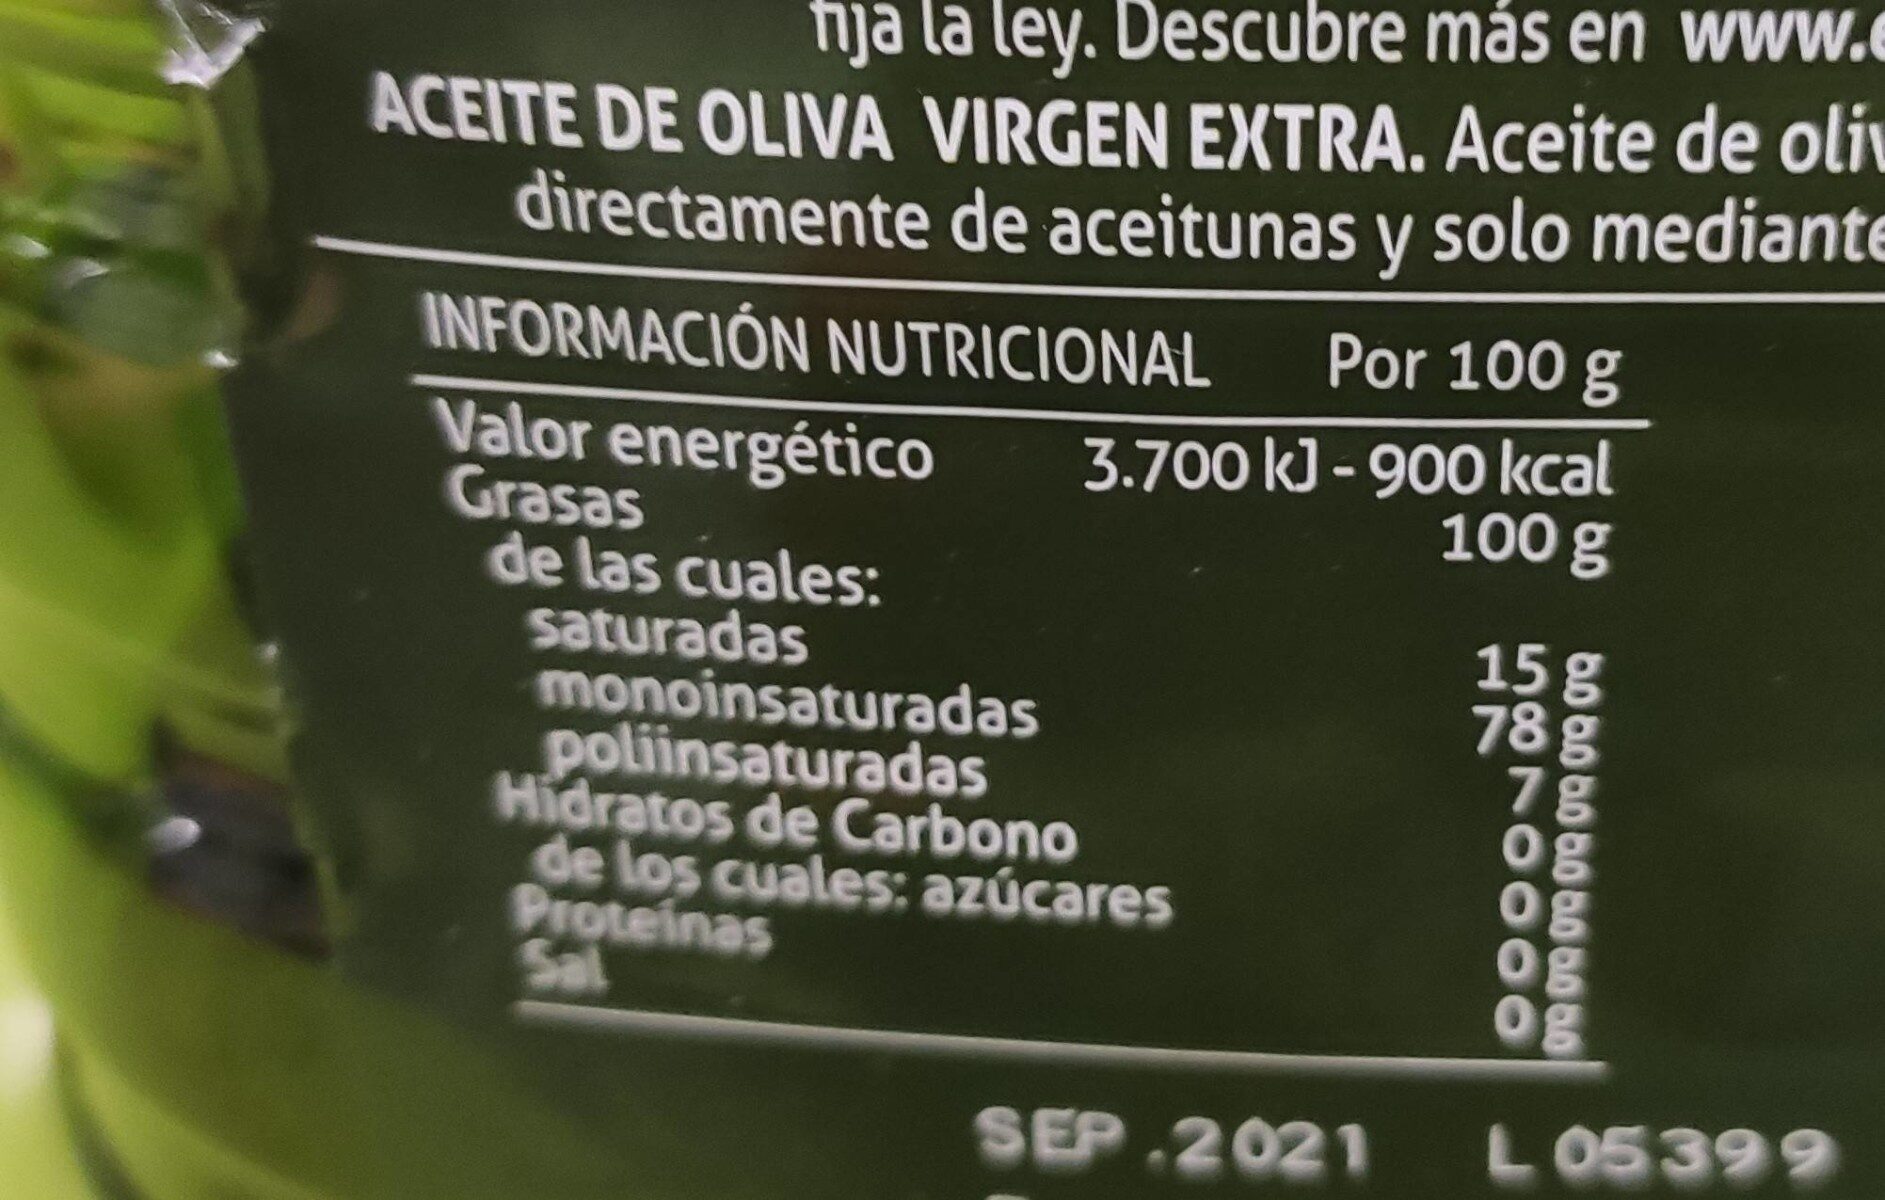 fija la ley. Descubre más en www.
ACEITE DE OLIVA VIRGEN EXTRA. Aceite de oliv
directamente de aceitunas y solo mediante
INFORMACIÓN NUTRICIONAL Por 100 g
Valor energético 3.700 kJ - 900 kcal
Grasas 100 g
de las cuales:
saturadas 15 g
monoinsaturadas 78 g
poliinsaturadas 7 g
Hidratos de Carbono 0 g
de los cuales: azúcares 0 g
Proteínas 0 g
Sal 0 g
SEP.2021 L 05399